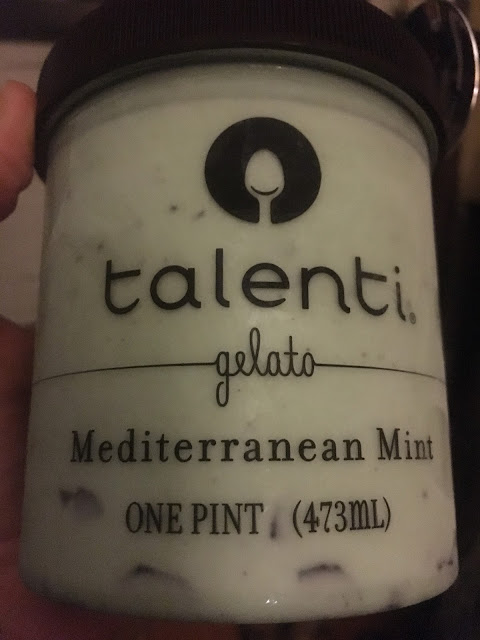 talenti®
gelato
Mediterranean Mint
ONE PINT (473mL)